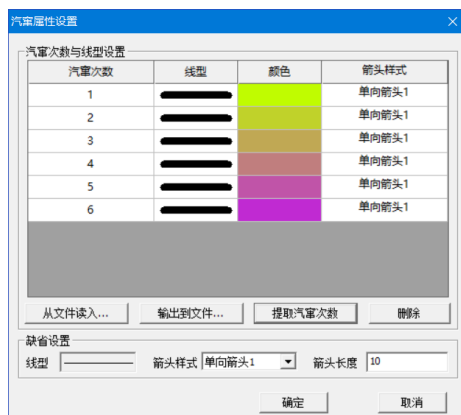 汽窜属性设置
汽窜次数与线型设置
汽窜次数 线型 颜色 箭头样式
1 单向箭头1
2 单向箭头1
3 单向箭头1
4 单向箭头1
5 单向箭头1
6 单向箭头1
从文件读入... 输出到文件... 提取汽窜次数 删除
缺省设置
线型 箭头样式 单向箭头1 箭头长度 10
确定 取消